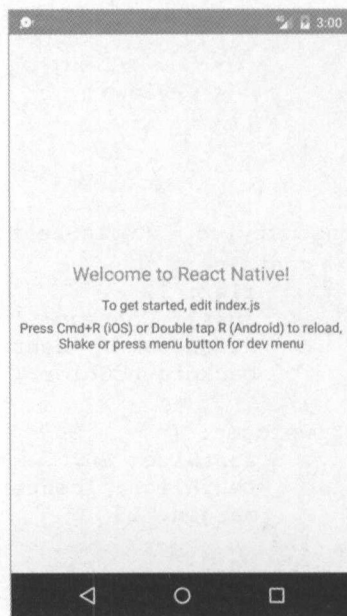 4G 3:00
Welcome to React Native!
To get started, edit index.js
Press Cmd+R (iOS) or Double tap R (Android) to reload,
Shake or press menu button for dev menu